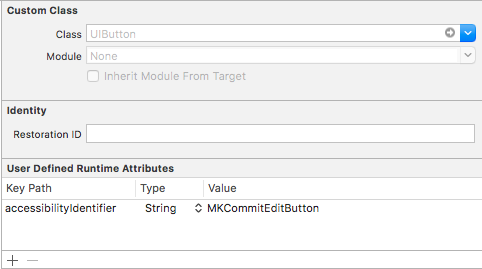 Custom Class
Class UIButton
Module None
Inherit Module From Target
Identity
Restoration ID
User Defined Runtime Attributes
Key Path Type Value
accessibilityIdentifier String MKCommitEditButton